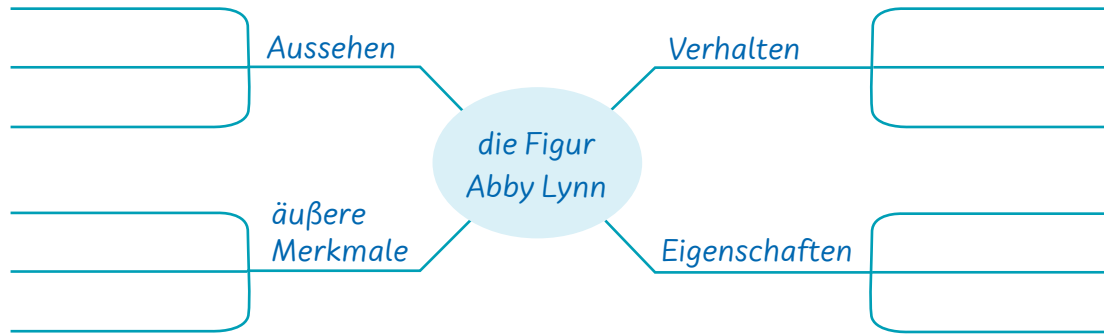 Aussehen
Verhalten
die Figur
Abby Lynn
äußere
Merkmale
Eigenschaften